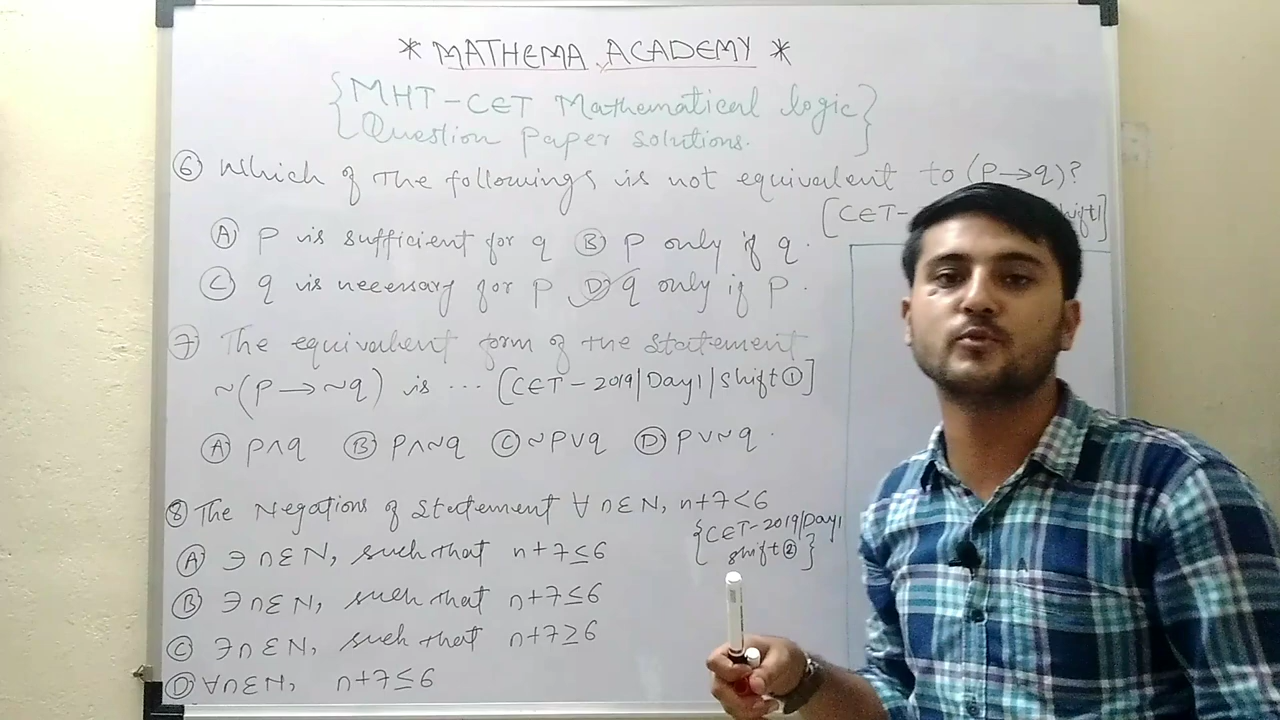 * MATHEMA ACADEMY *
{MHT-CET Mathematical logic
Question Paper Solutions.}
⑥ Which of The followings is not equivalent to (P→q)?
[CET- shift1]
Ⓐ P is sufficient for q Ⓑ P only if q.
Ⓒ q is necessary for P Ⓓ q only if P.
⑦ The equivalent form of the statement
~(P→~q) is ... [CET-2019/Day1/Shift①]
Ⓐ P∧q Ⓑ P∧~q Ⓒ ~P∨q Ⓓ P∨~q.
⑧ The Negations of Statement ∀n∈N, n+7<6
{CET-2019/Day1
shift②}
Ⓐ ∃n∈N, such that n+7≤6
Ⓑ ∃n∈N, such that n+7≤6
Ⓒ ∃n∈N, such that n+7≥6
Ⓓ ∀n∈N, n+7≤6